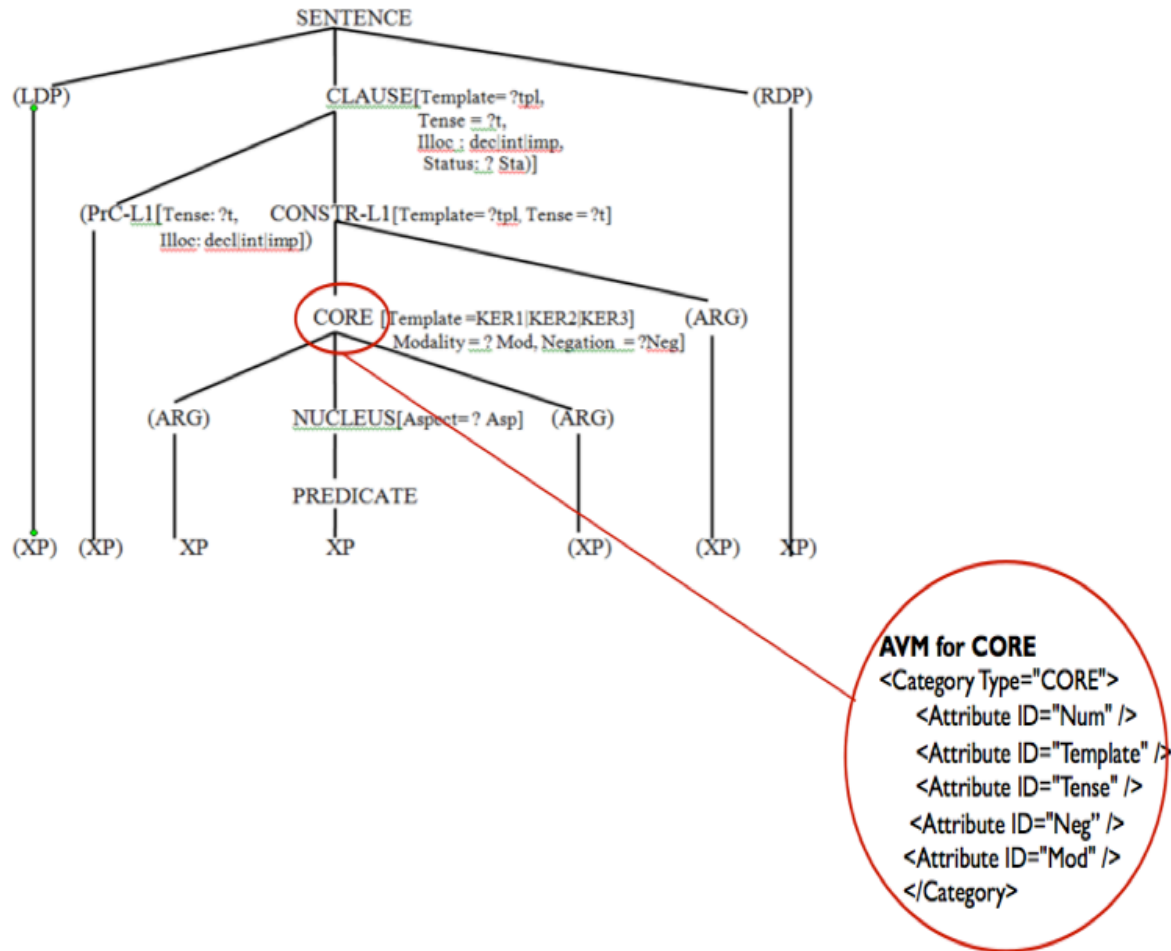 SENTENCE
(LDP) CLAUSE[Template= ?tpl, (RDP)
Tense = ?t,
Illoc : dec|int|imp,
Status: ? Sta)]
(PrC-L1[Tense: ?t, CONSTR-L1[Template= ?tpl, Tense = ?t]
Illoc: decl|int|imp])
CORE [Template =KER1|KER2|KER3] (ARG)
Modality = ? Mod, Negation = ?Neg]
(ARG) NUCLEUS[Aspect= ? Asp] (ARG)
PREDICATE
(XP) (XP) XP XP (XP) (XP) XP)
AVM for CORE
<Category Type="CORE">
<Attribute ID="Num" />
<Attribute ID="Template" />
<Attribute ID="Tense" />
<Attribute ID="Neg” />
<Attribute ID="Mod" />
</Category>